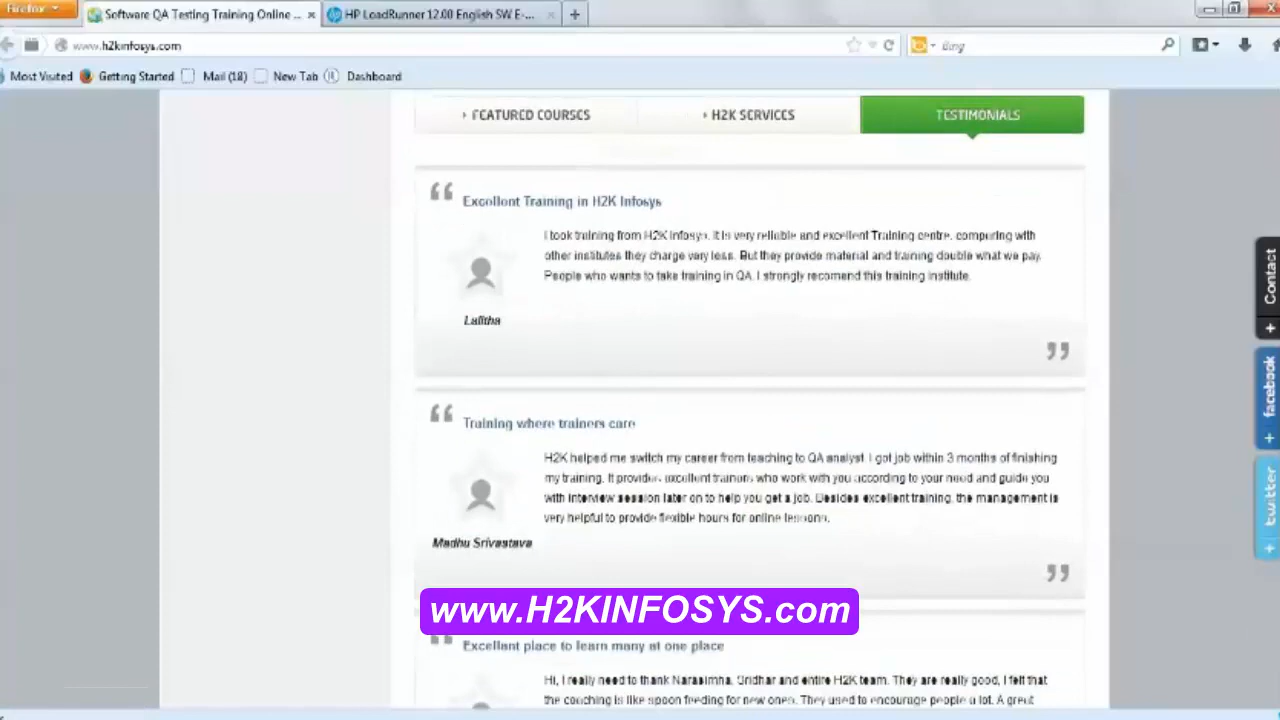 Firefox
Software QA Testing Training Online ...
HP LoadRunner 12.00 English SW E-...
www.h2kinfosys.com
Bing
Most Visited
Getting Started
Mail (18)
New Tab
Dashboard
FEATURED COURSES
H2K SERVICES
TESTIMONIALS
Excellent Training in H2K Infosys
I took training from H2K Infosys. It is very reliable and excellent Training centre, comparing with
other institutes they charge very less. But they provide material and training double what we pay.
People who wants to take training in QA. I strongly recomend this training institute.
Lalitha
Training where trainers care
H2K helped me switch my career from teaching to QA analyst. I got job within 3 months of finishing
my training. It provides excellent trainors who work with you according to your need and guide you
with interview session later on to help you get a job. Besides excellent training, the management is
very helpful to provide flexible hours for online lessons.
Madhu Srivastava
www.H2KINFOSYS.com
Excellent place to learn many at one place
Hi, I really need to thank Narasimha, Sridhar and entire H2K team. They are really good, I felt that
the couching is like spoon feeding for new ones. They used to encourage people a lot. A great
Contact
facebook
twitter